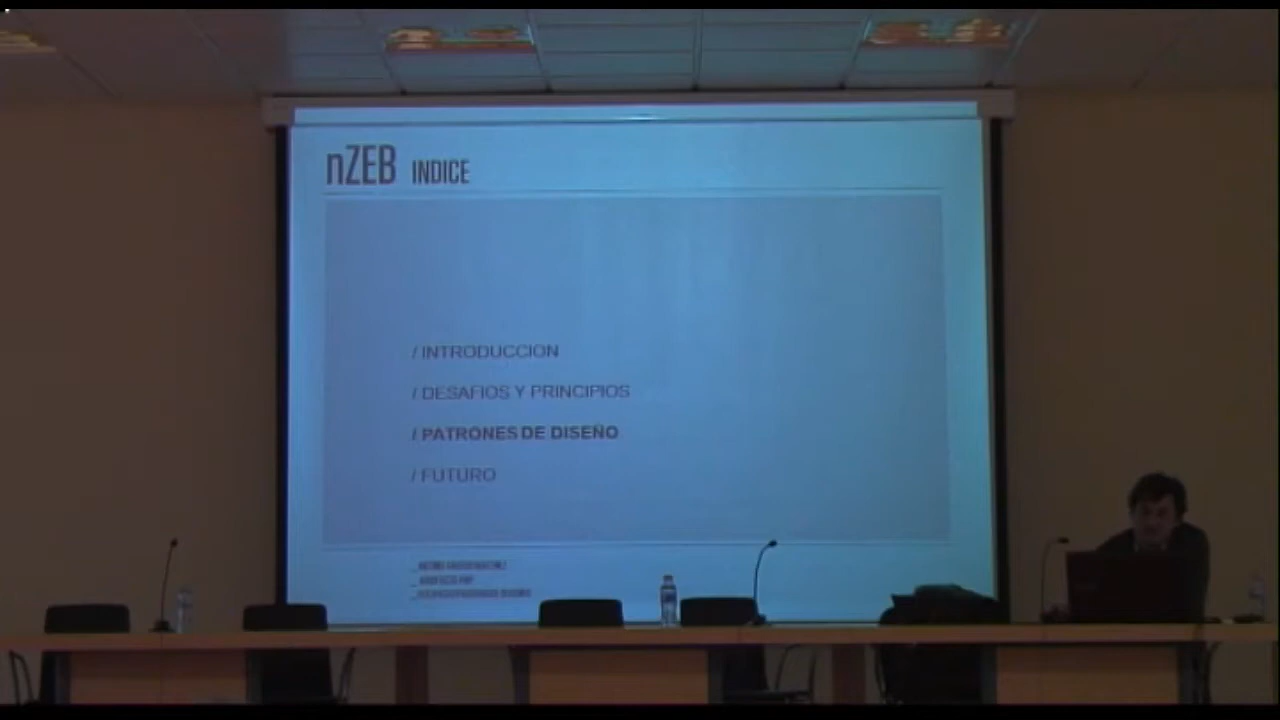 nZEB INDICE
/ INTRODUCCION
/ DESAFIOS Y PRINCIPIOS
/ PATRONES DE DISEÑO
/ FUTURO